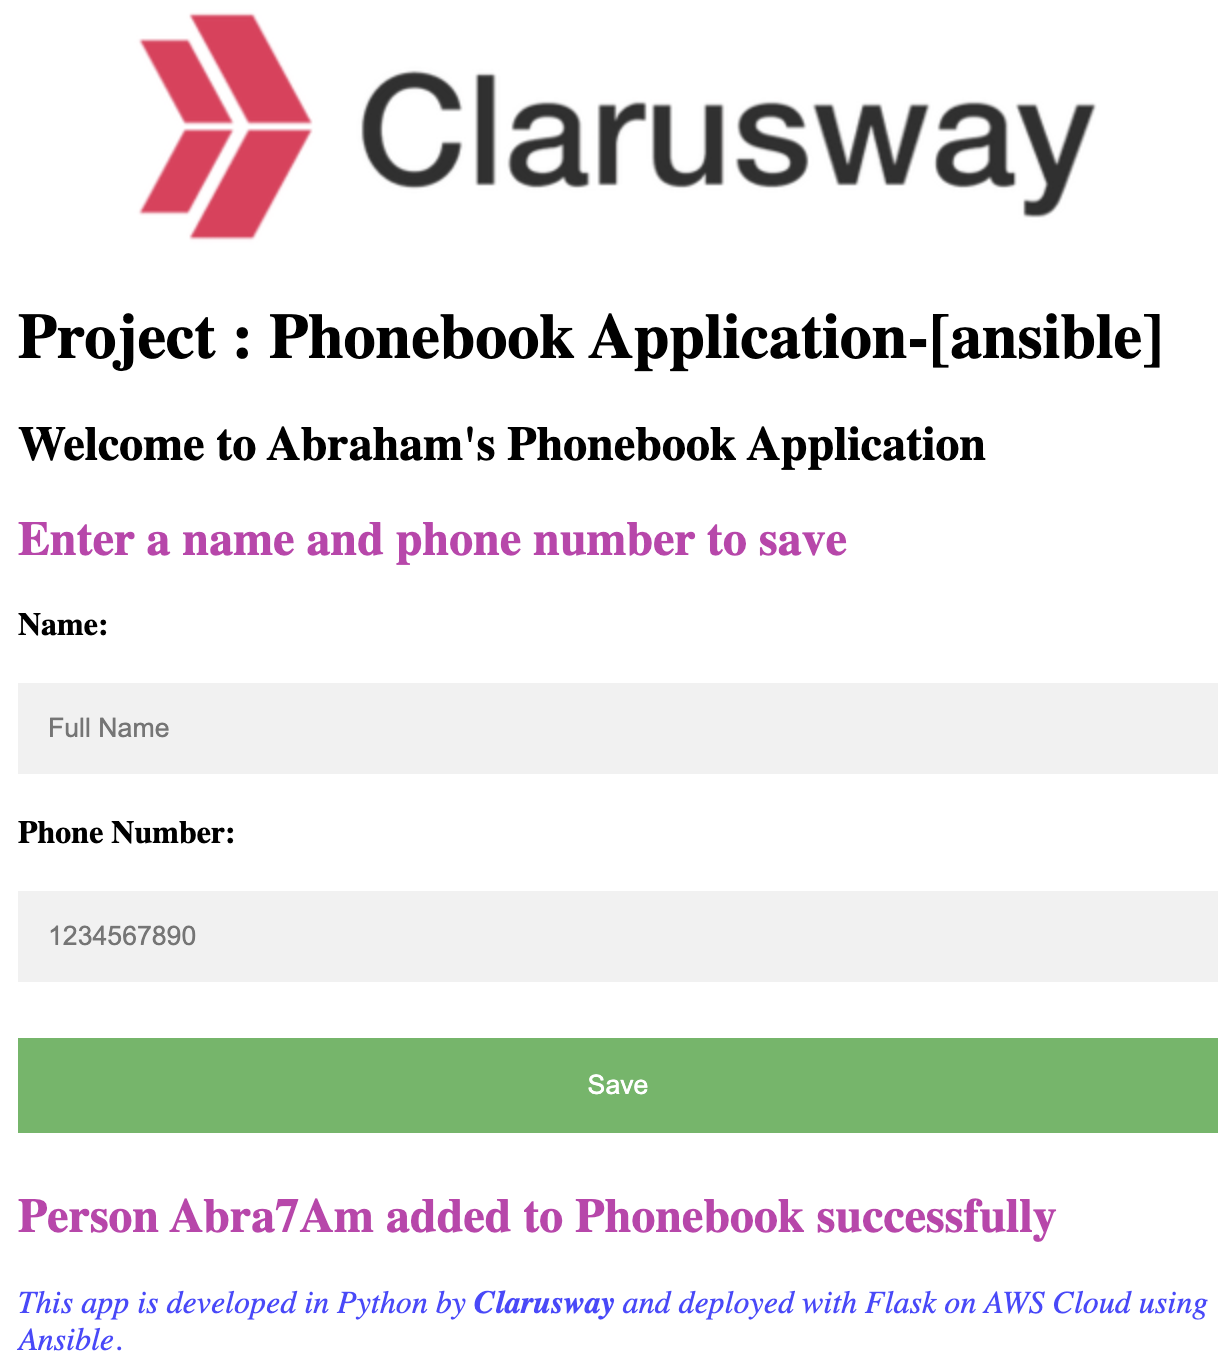 Clarusway
Project : Phonebook Application-[ansible]
Welcome to Abraham's Phonebook Application
Enter a name and phone number to save
Name:
Full Name
Phone Number:
1234567890
Save
Person Abra7Am added to Phonebook successfully
This app is developed in Python by Clarusway and deployed with Flask on AWS Cloud using
Ansible.